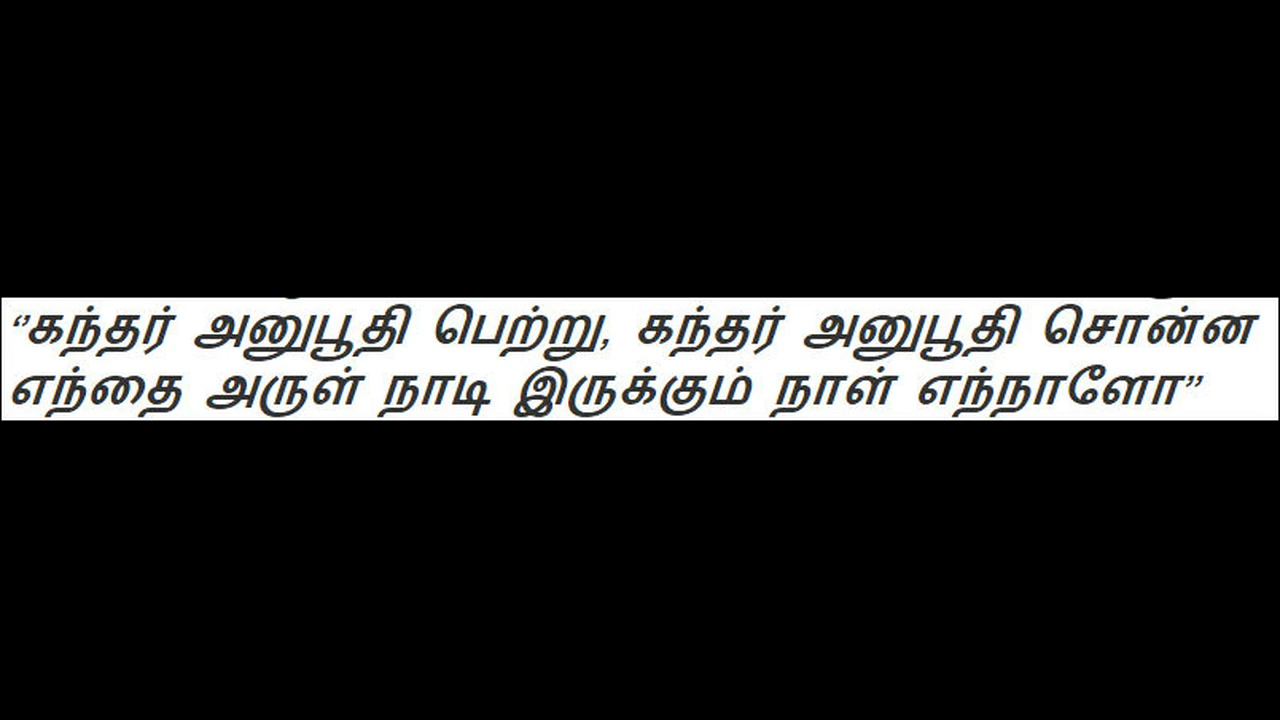 “கந்தர் அனுபூதி பெற்று, கந்தர் அனுபூதி சொன்ன
எந்தை அருள் நாடி இருக்கும் நாள் எந்நாளோ”